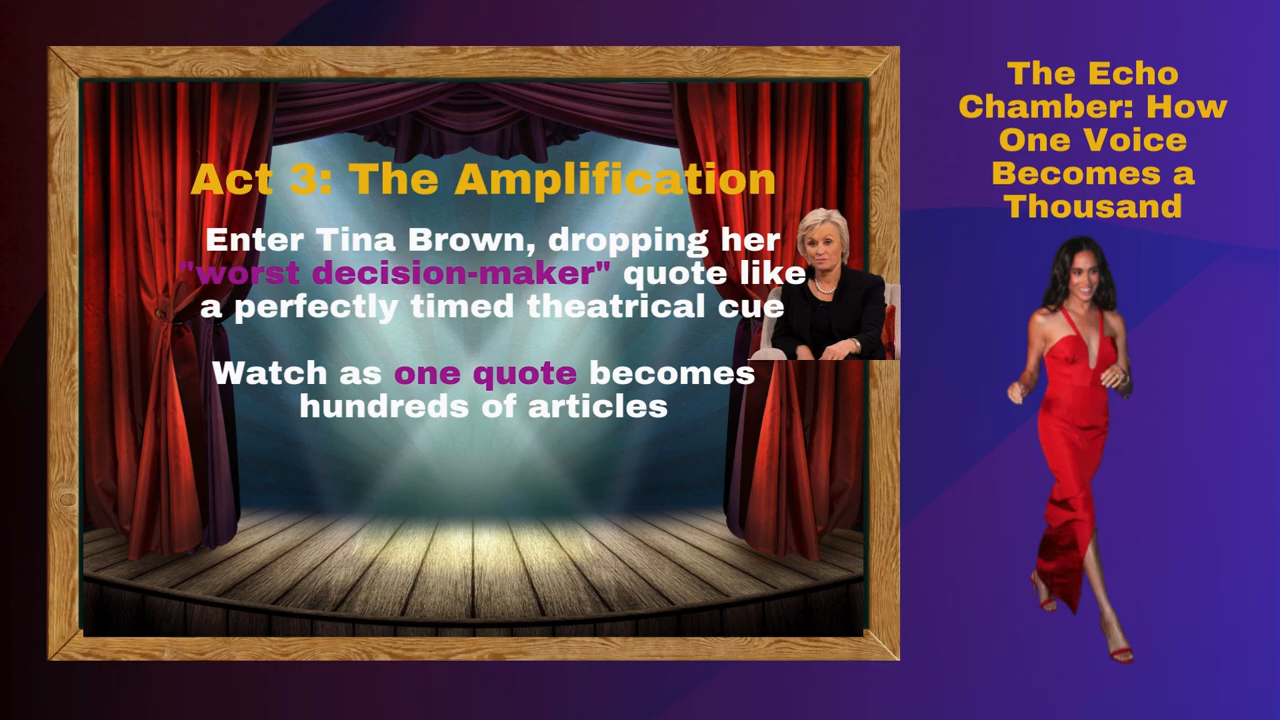 Act 3: The Amplification
Enter Tina Brown, dropping her
"worst decision-maker" quote like
a perfectly timed theatrical cue
Watch as one quote becomes
hundreds of articles
The Echo
Chamber: How
One Voice
Becomes a
Thousand